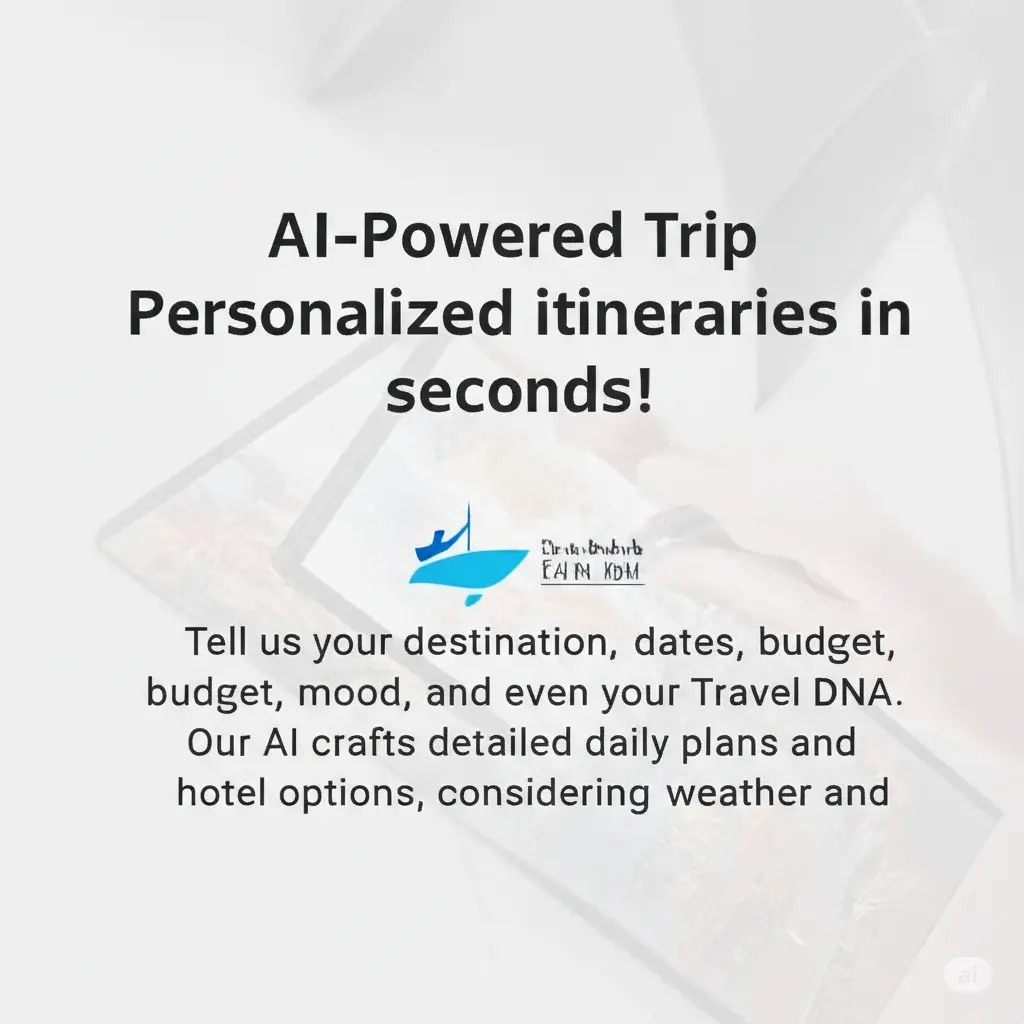 AI-Powered Trip
Personalized itineraries in
seconds!
Tell us your destination, dates, budget,
budget, mood, and even your Travel DNA.
Our AI crafts detailed daily plans and
hotel options, considering weather and
ai